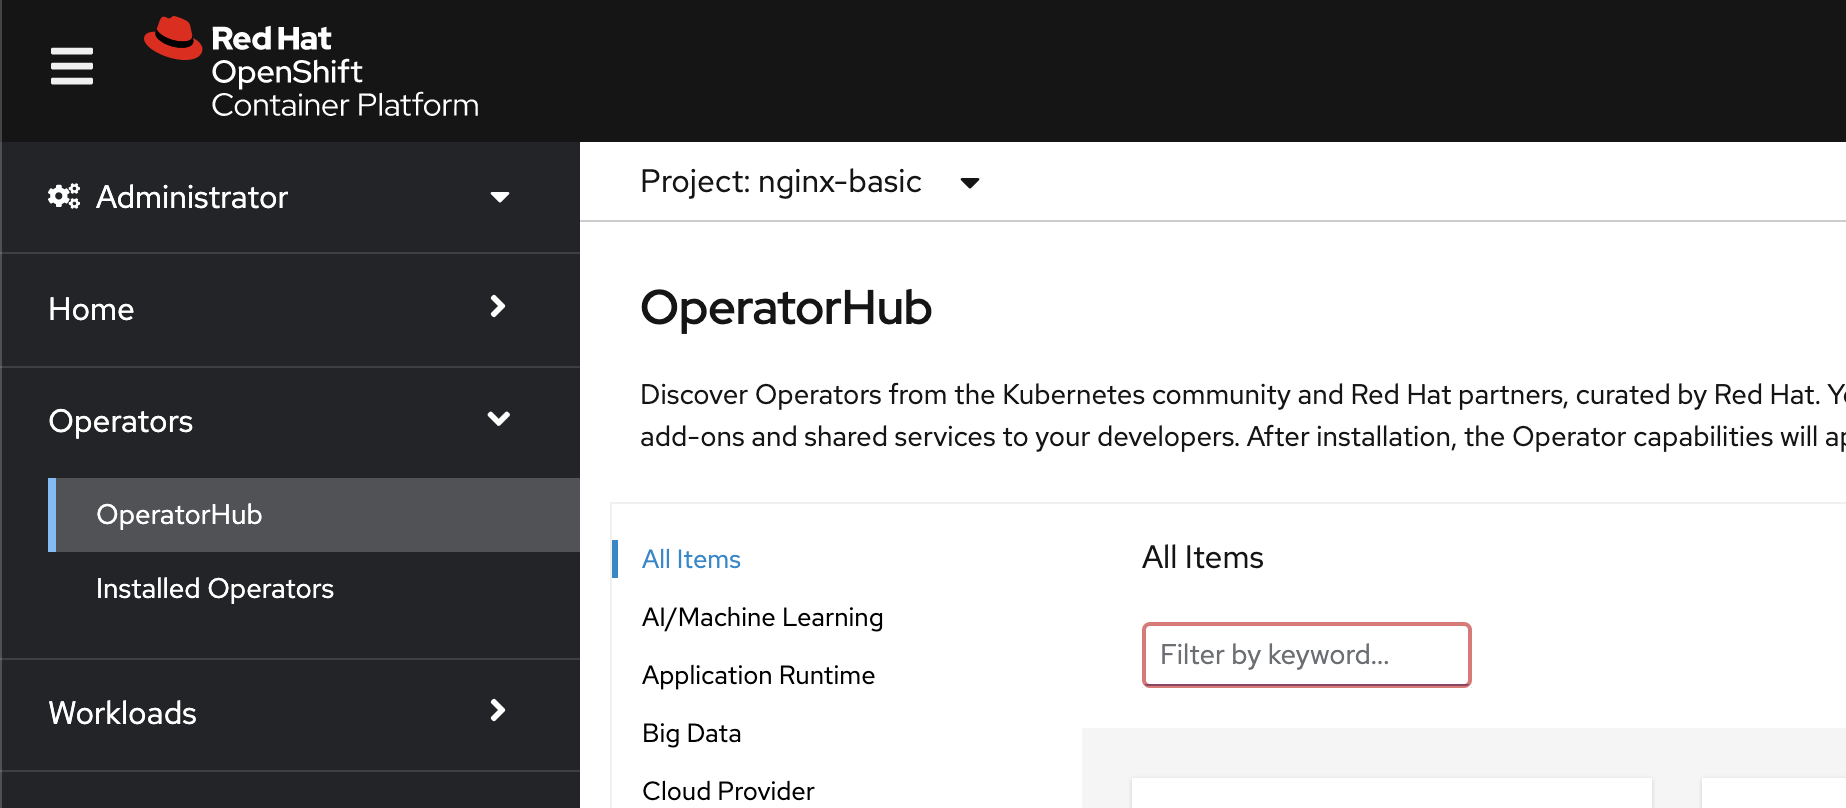 Red Hat
OpenShift
Container Platform
Administrator
Home
Operators
OperatorHub
Installed Operators
Workloads
Project: nginx-basic
OperatorHub
Discover Operators from the Kubernetes community and Red Hat partners, curated by Red Hat.
add-ons and shared services to your developers. After installation, the Operator capabilities will
All Items
AI/Machine Learning
Application Runtime
Big Data
Cloud Provider
All Items
Filter by keyword...